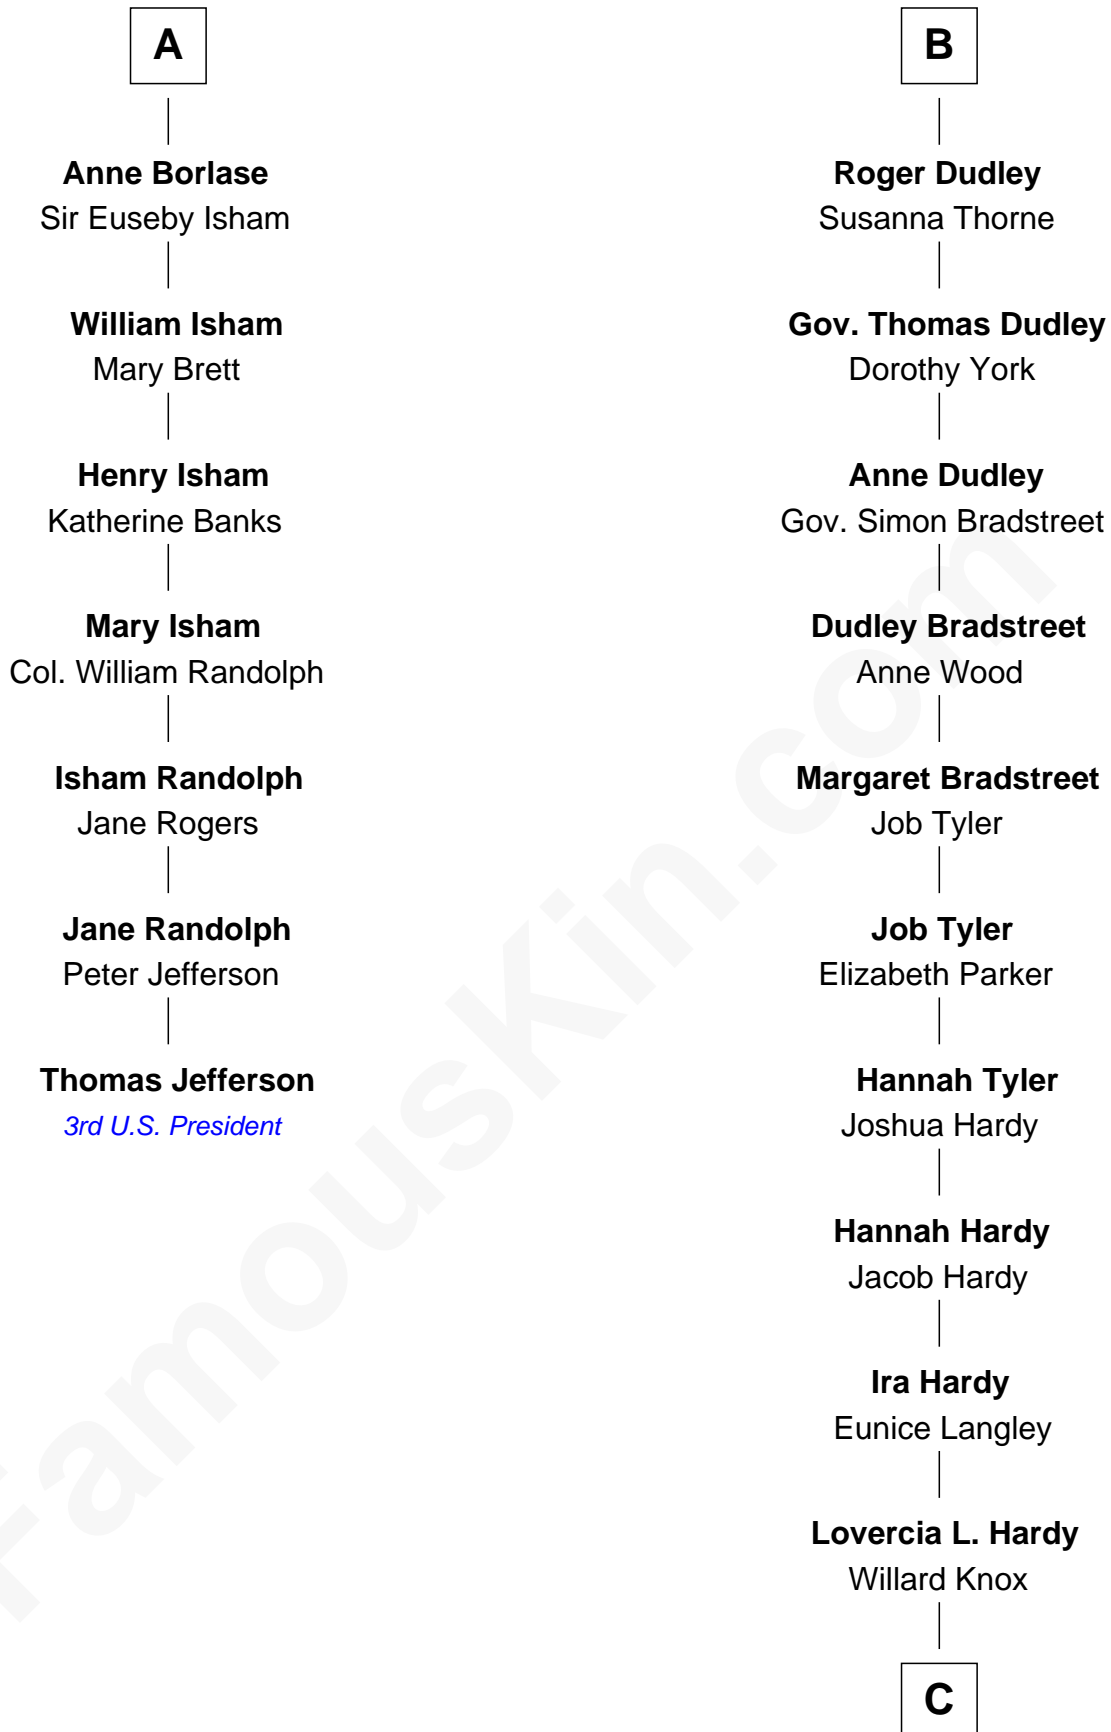 A
Anne Borlase
Sir Euseby Isham
William Isham
Mary Brett
Henry Isham
Katherine Banks
Mary Isham
Col. William Randolph
Isham Randolph
Jane Rogers
Jane Randolph
Peter Jefferson
Thomas Jefferson
3rd U.S. President
B
Roger Dudley
Susanna Thorne
Gov. Thomas Dudley
Dorothy York
Anne Dudley
Gov. Simon Bradstreet
Dudley Bradstreet
Anne Wood
Margaret Bradstreet
Job Tyler
Job Tyler
Elizabeth Parker
Hannah Tyler
Joshua Hardy
Hannah Hardy
Jacob Hardy
Ira Hardy
Eunice Langley
Lovercia L. Hardy
Willard Knox
C
FamousKin.com